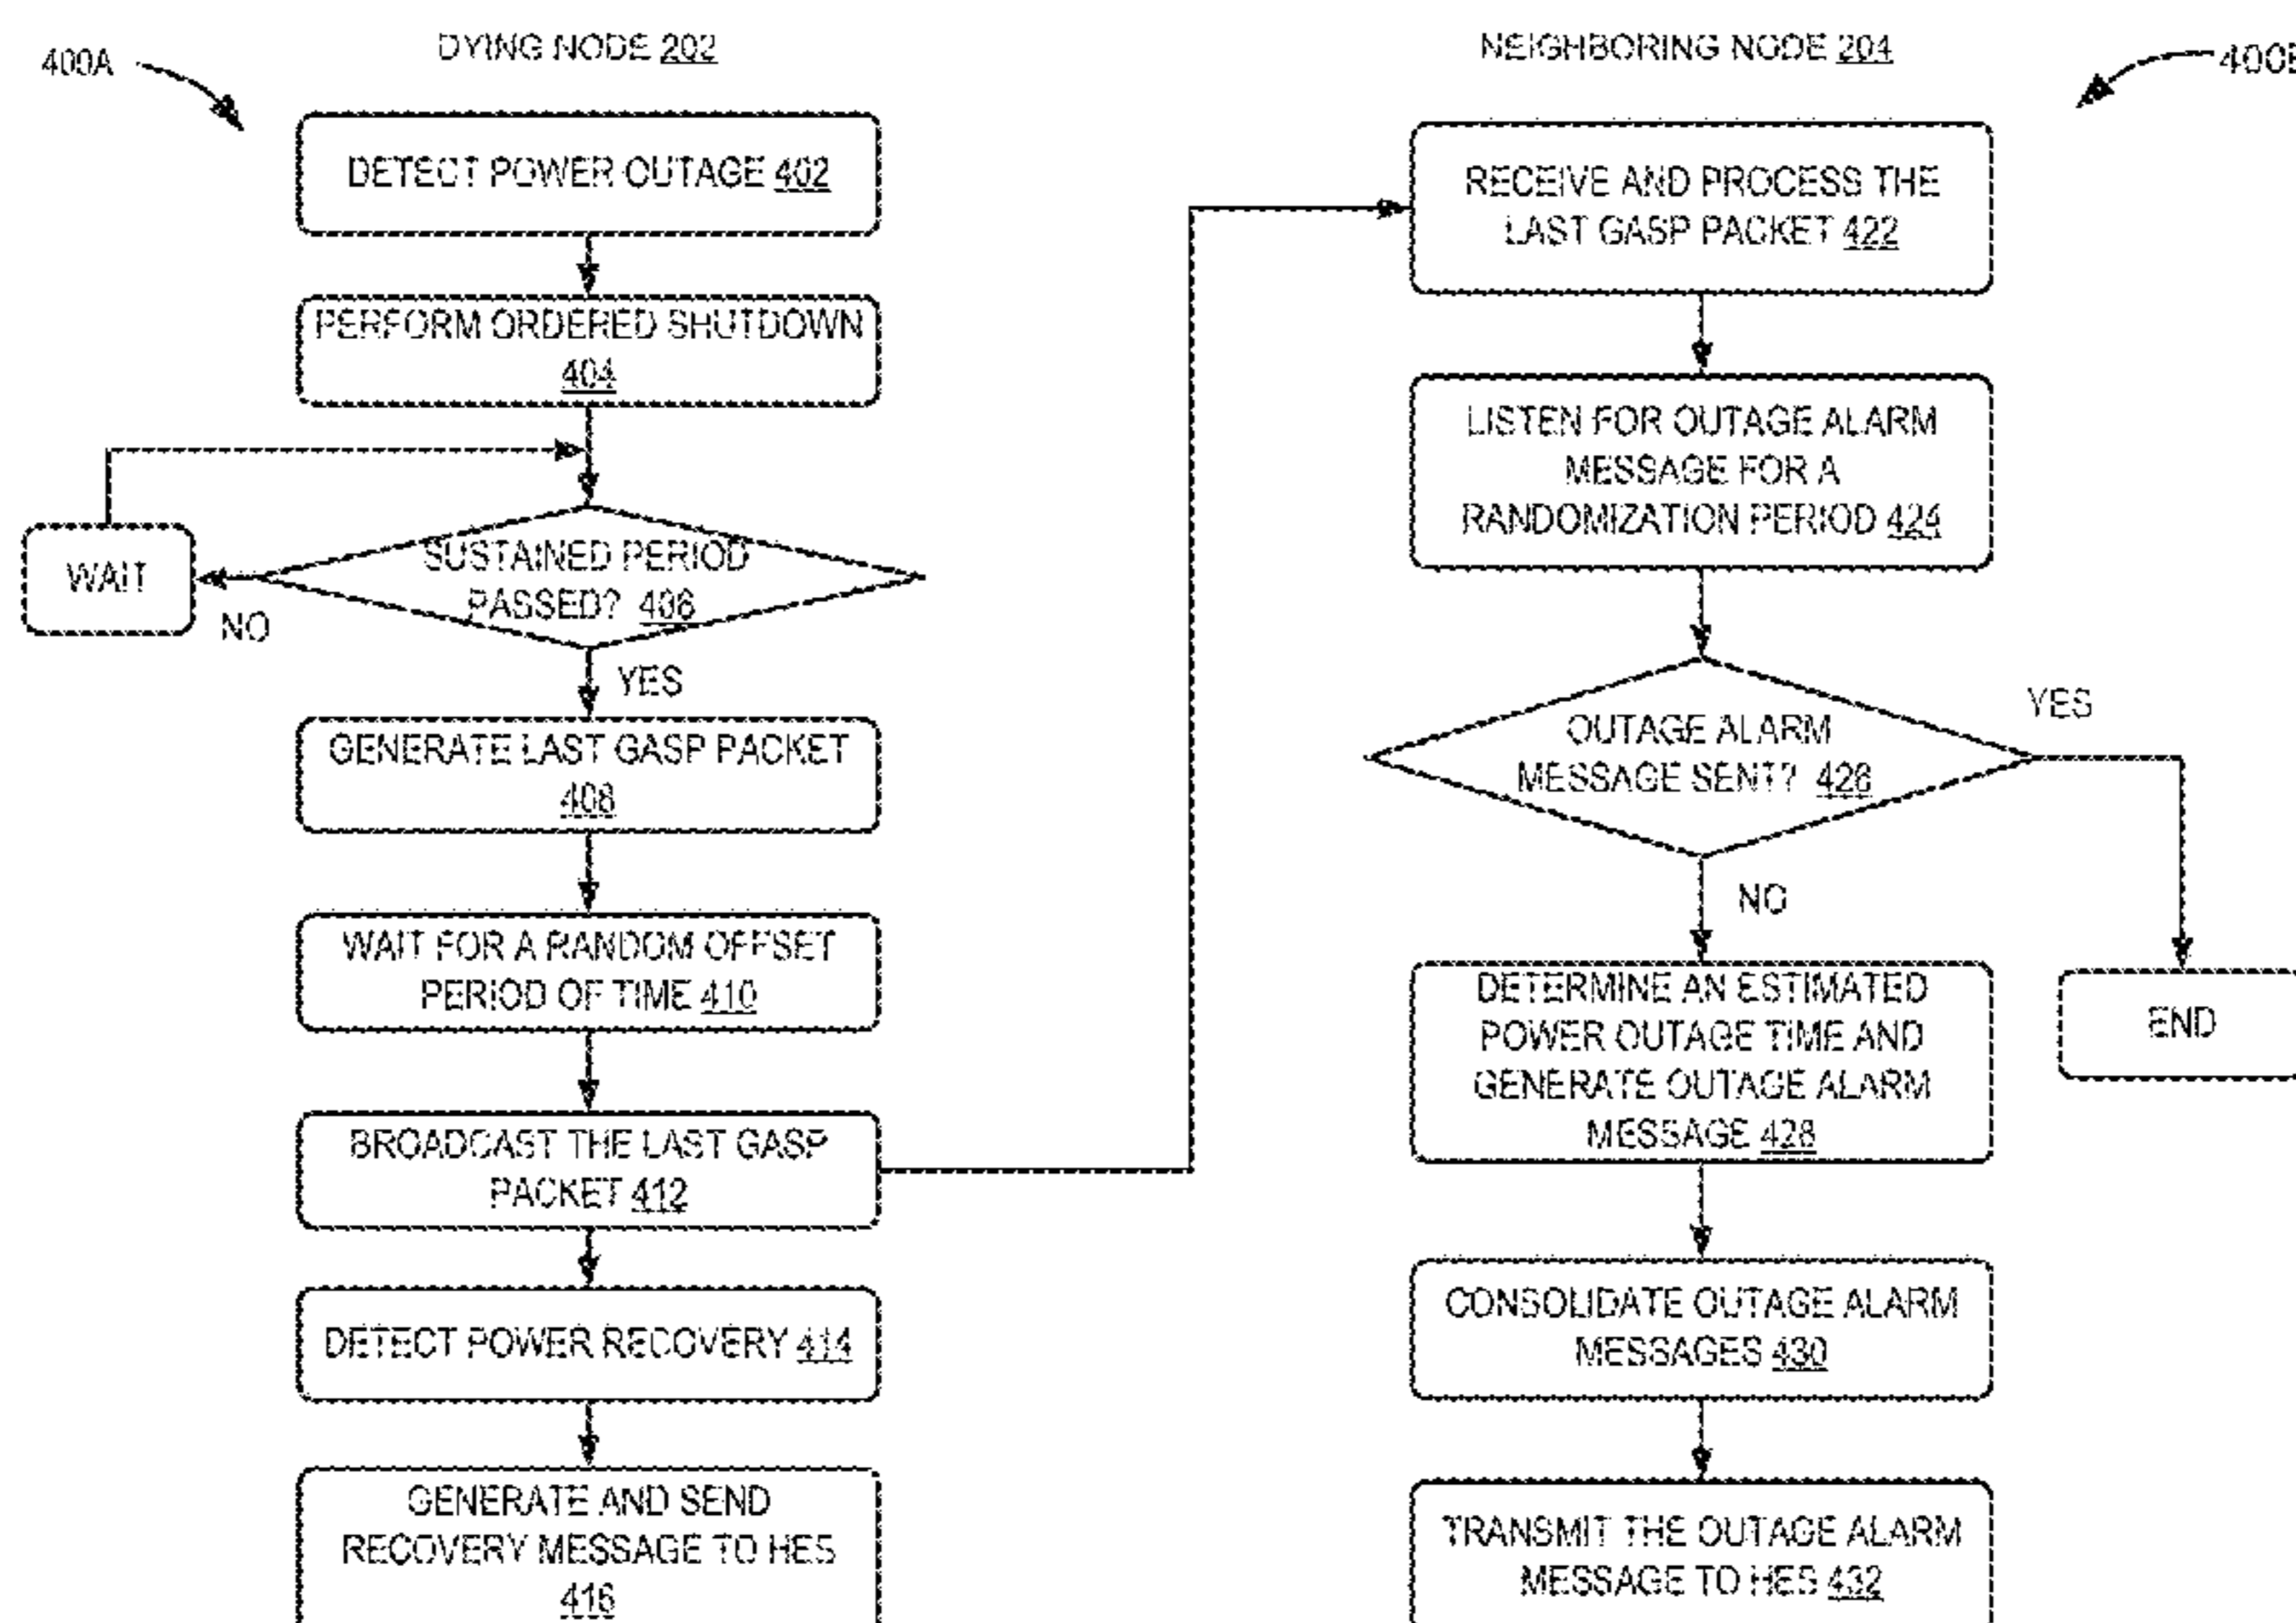 400A
DYING NODE 202
DETECT POWER OUTAGE 402
PERFORM ORDERED SHUTDOWN
404
SUSTAINED PERIOD
PASSED? 406
WAIT
NO
YES
GENERATE LAST GASP PACKET
408
WAIT FOR A RANDOM OFFSET
PERIOD OF TIME 410
BROADCAST THE LAST GASP
PACKET 412
DETECT POWER RECOVERY 414
GENERATE AND SEND
RECOVERY MESSAGE TO HES
416
NEIGHBORING NODE 204
400B
RECEIVE AND PROCESS THE
LAST GASP PACKET 422
LISTEN FOR OUTAGE ALARM
MESSAGE FOR A
RANDOMIZATION PERIOD 424
OUTAGE ALARM
MESSAGE SENT? 426
YES
END
NO
DETERMINE AN ESTIMATED
POWER OUTAGE TIME AND
GENERATE OUTAGE ALARM
MESSAGE 428
CONSOLIDATE OUTAGE ALARM
MESSAGES 430
TRANSMIT THE OUTAGE ALARM
MESSAGE TO HES 432